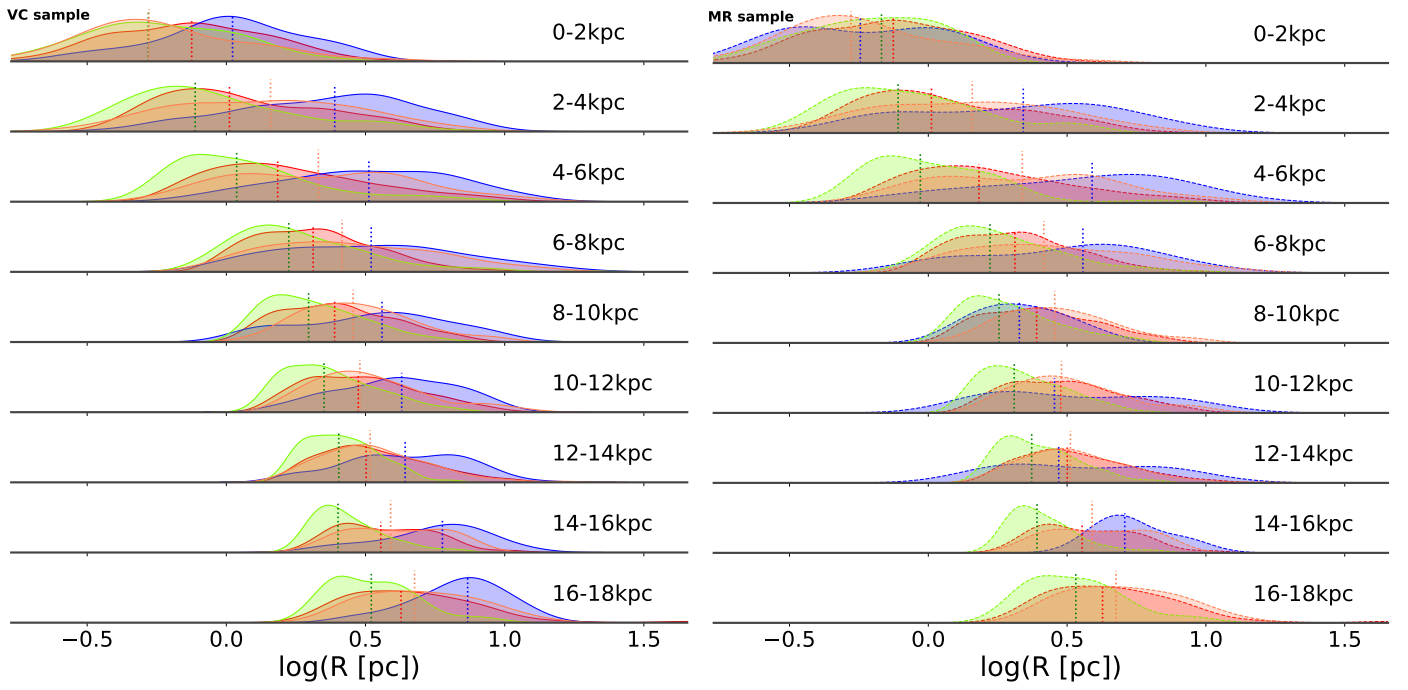 VC sample
0-2kpc
2-4kpc
4-6kpc
6-8kpc
8-10kpc
10-12kpc
12-14kpc
14-16kpc
16-18kpc
−0.5 0.0 0.5 1.0 1.5
log(R [pc])
MR sample
0-2kpc
2-4kpc
4-6kpc
6-8kpc
8-10kpc
10-12kpc
12-14kpc
14-16kpc
16-18kpc
−0.5 0.0 0.5 1.0 1.5
log(R [pc])